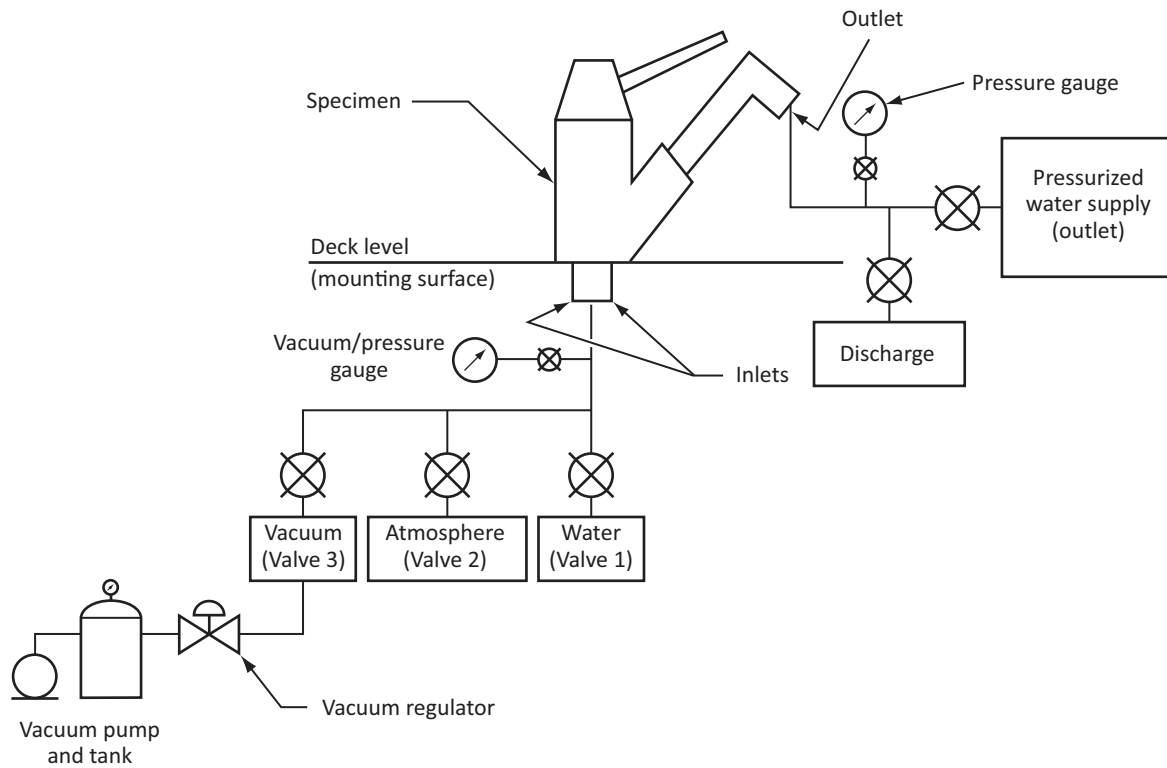 Outlet
Pressure gauge
Specimen
Pressurized
water supply
(outlet)
Deck level
(mounting surface)
Vacuum/pressure
gauge
Inlets
Discharge
Vacuum
(Valve 3)
Atmosphere
(Valve 2)
Water
(Valve 1)
Vacuum regulator
Vacuum pump
and tank